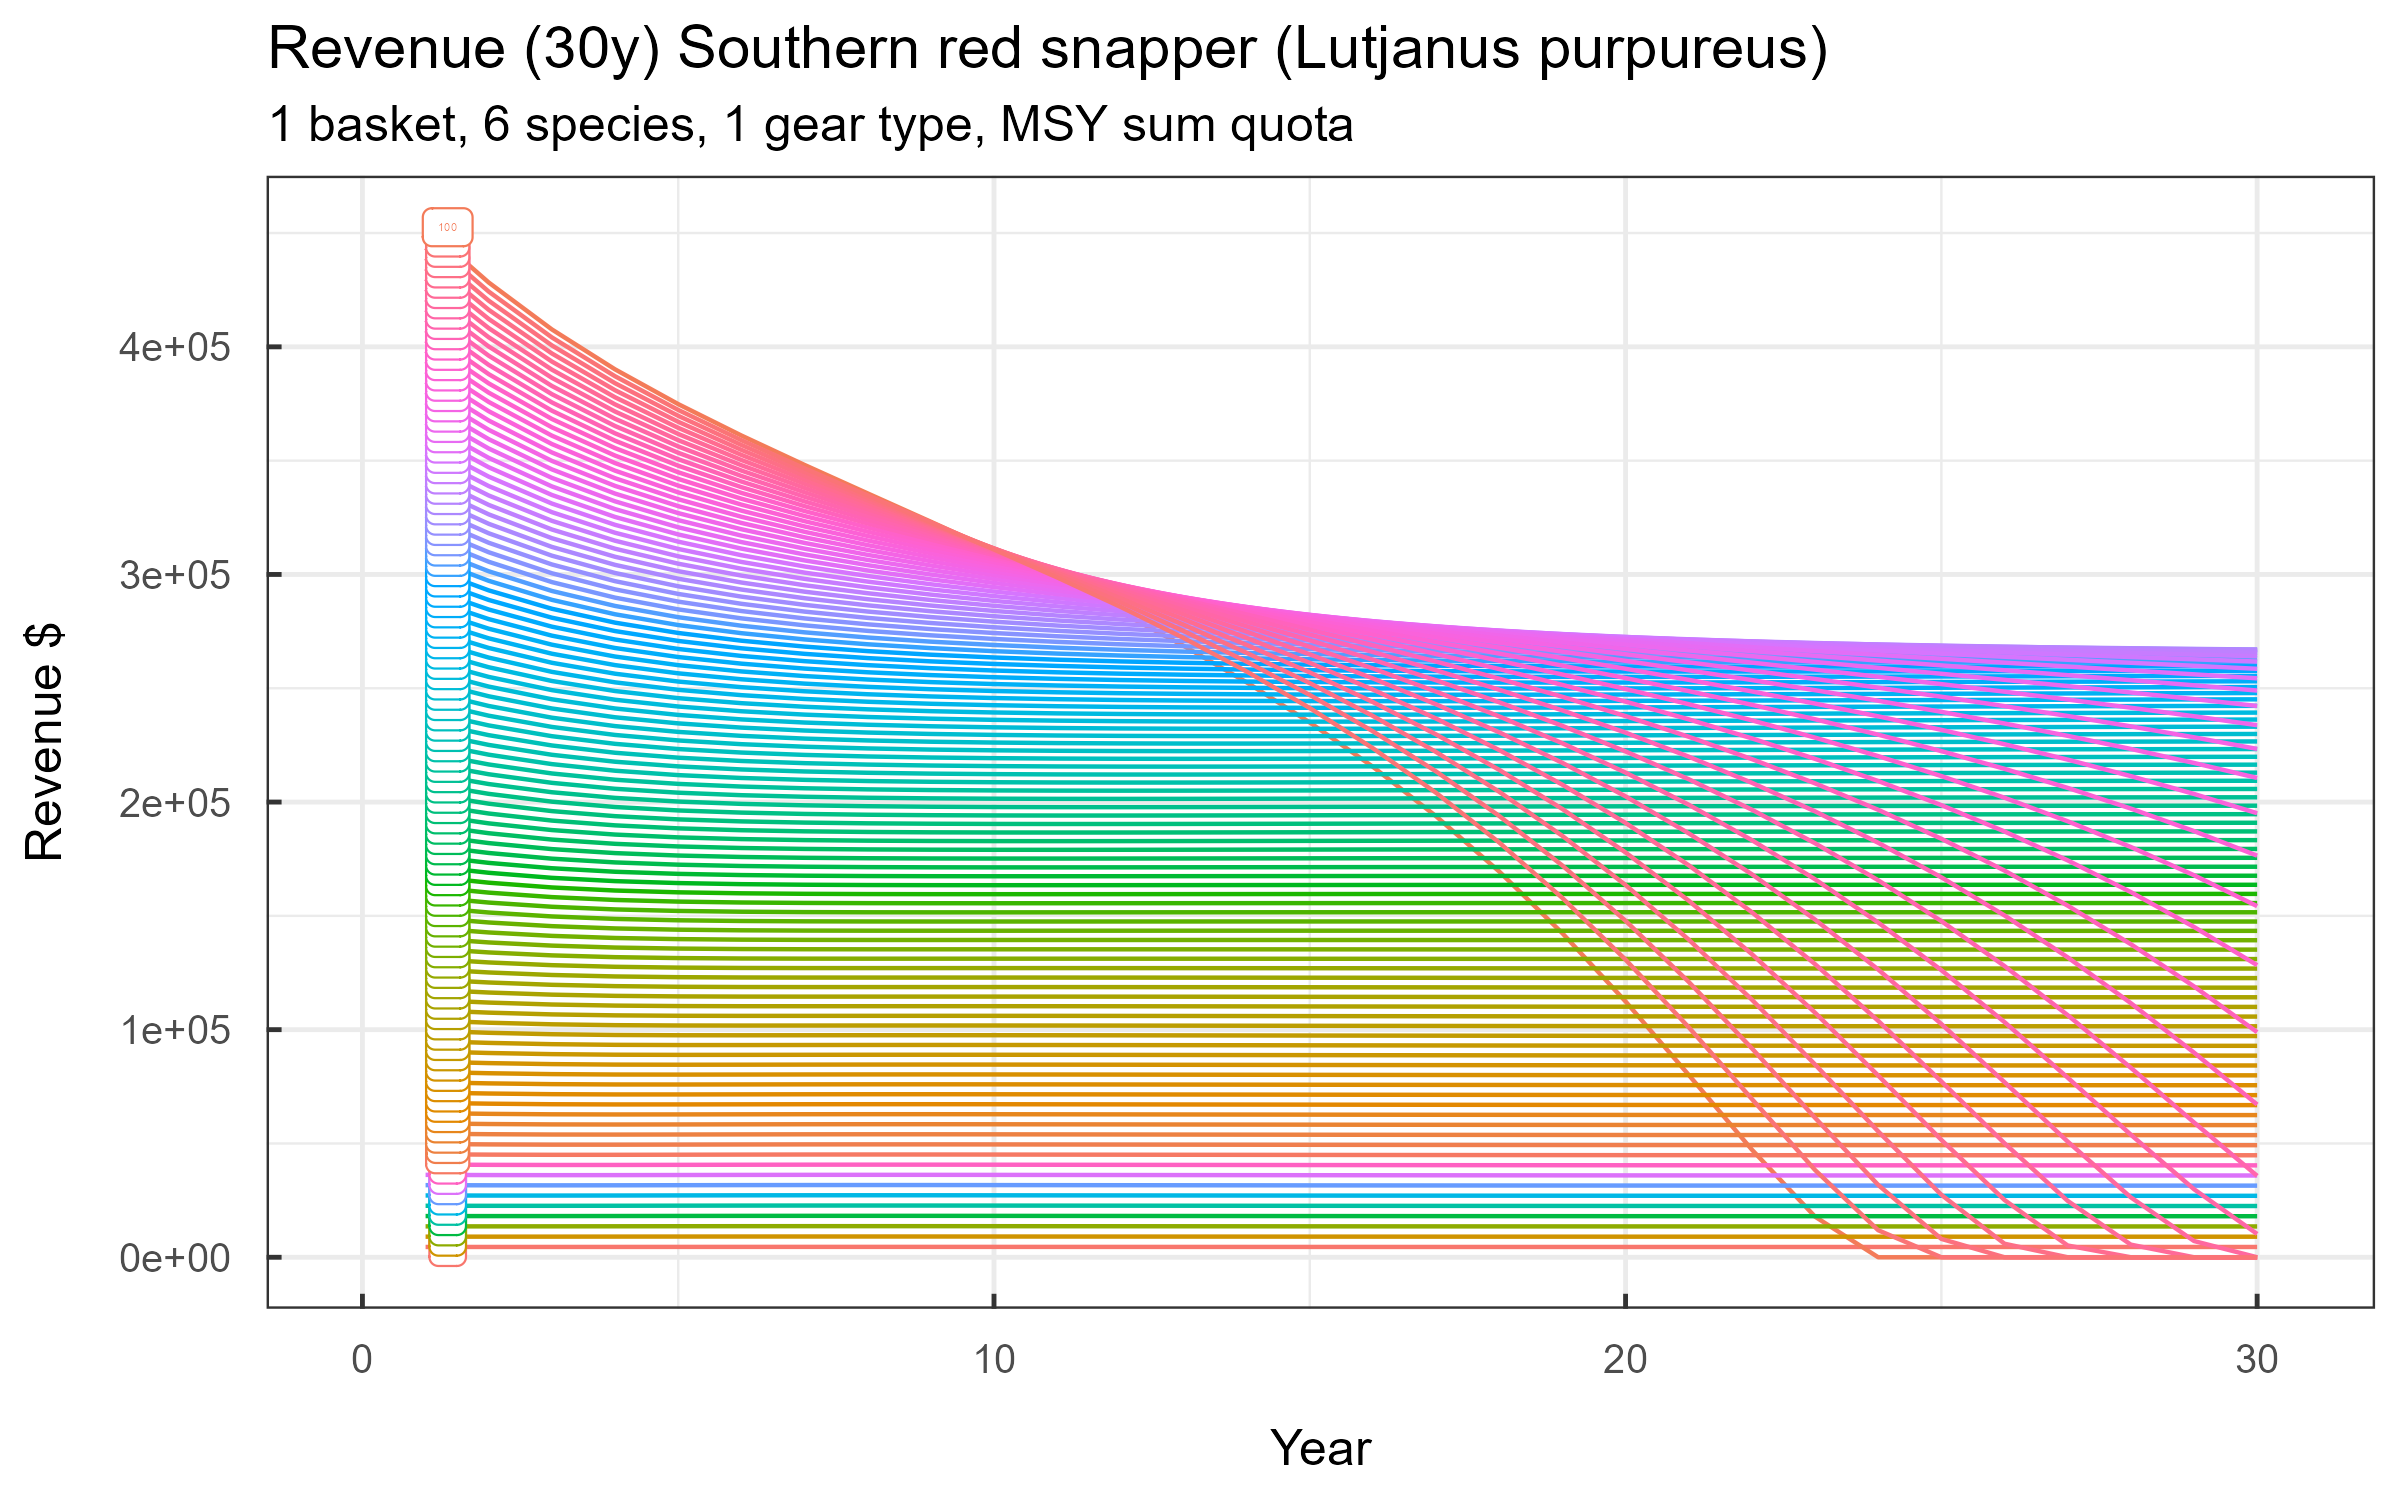 Revenue (30y) Southern red snapper (Lutjanus purpureus)
1 basket, 6 species, 1 gear type, MSY sum quota
100
4e+05
3e+05
2e+05
1e+05
0e+00
Revenue $
0 10 20 30
Year